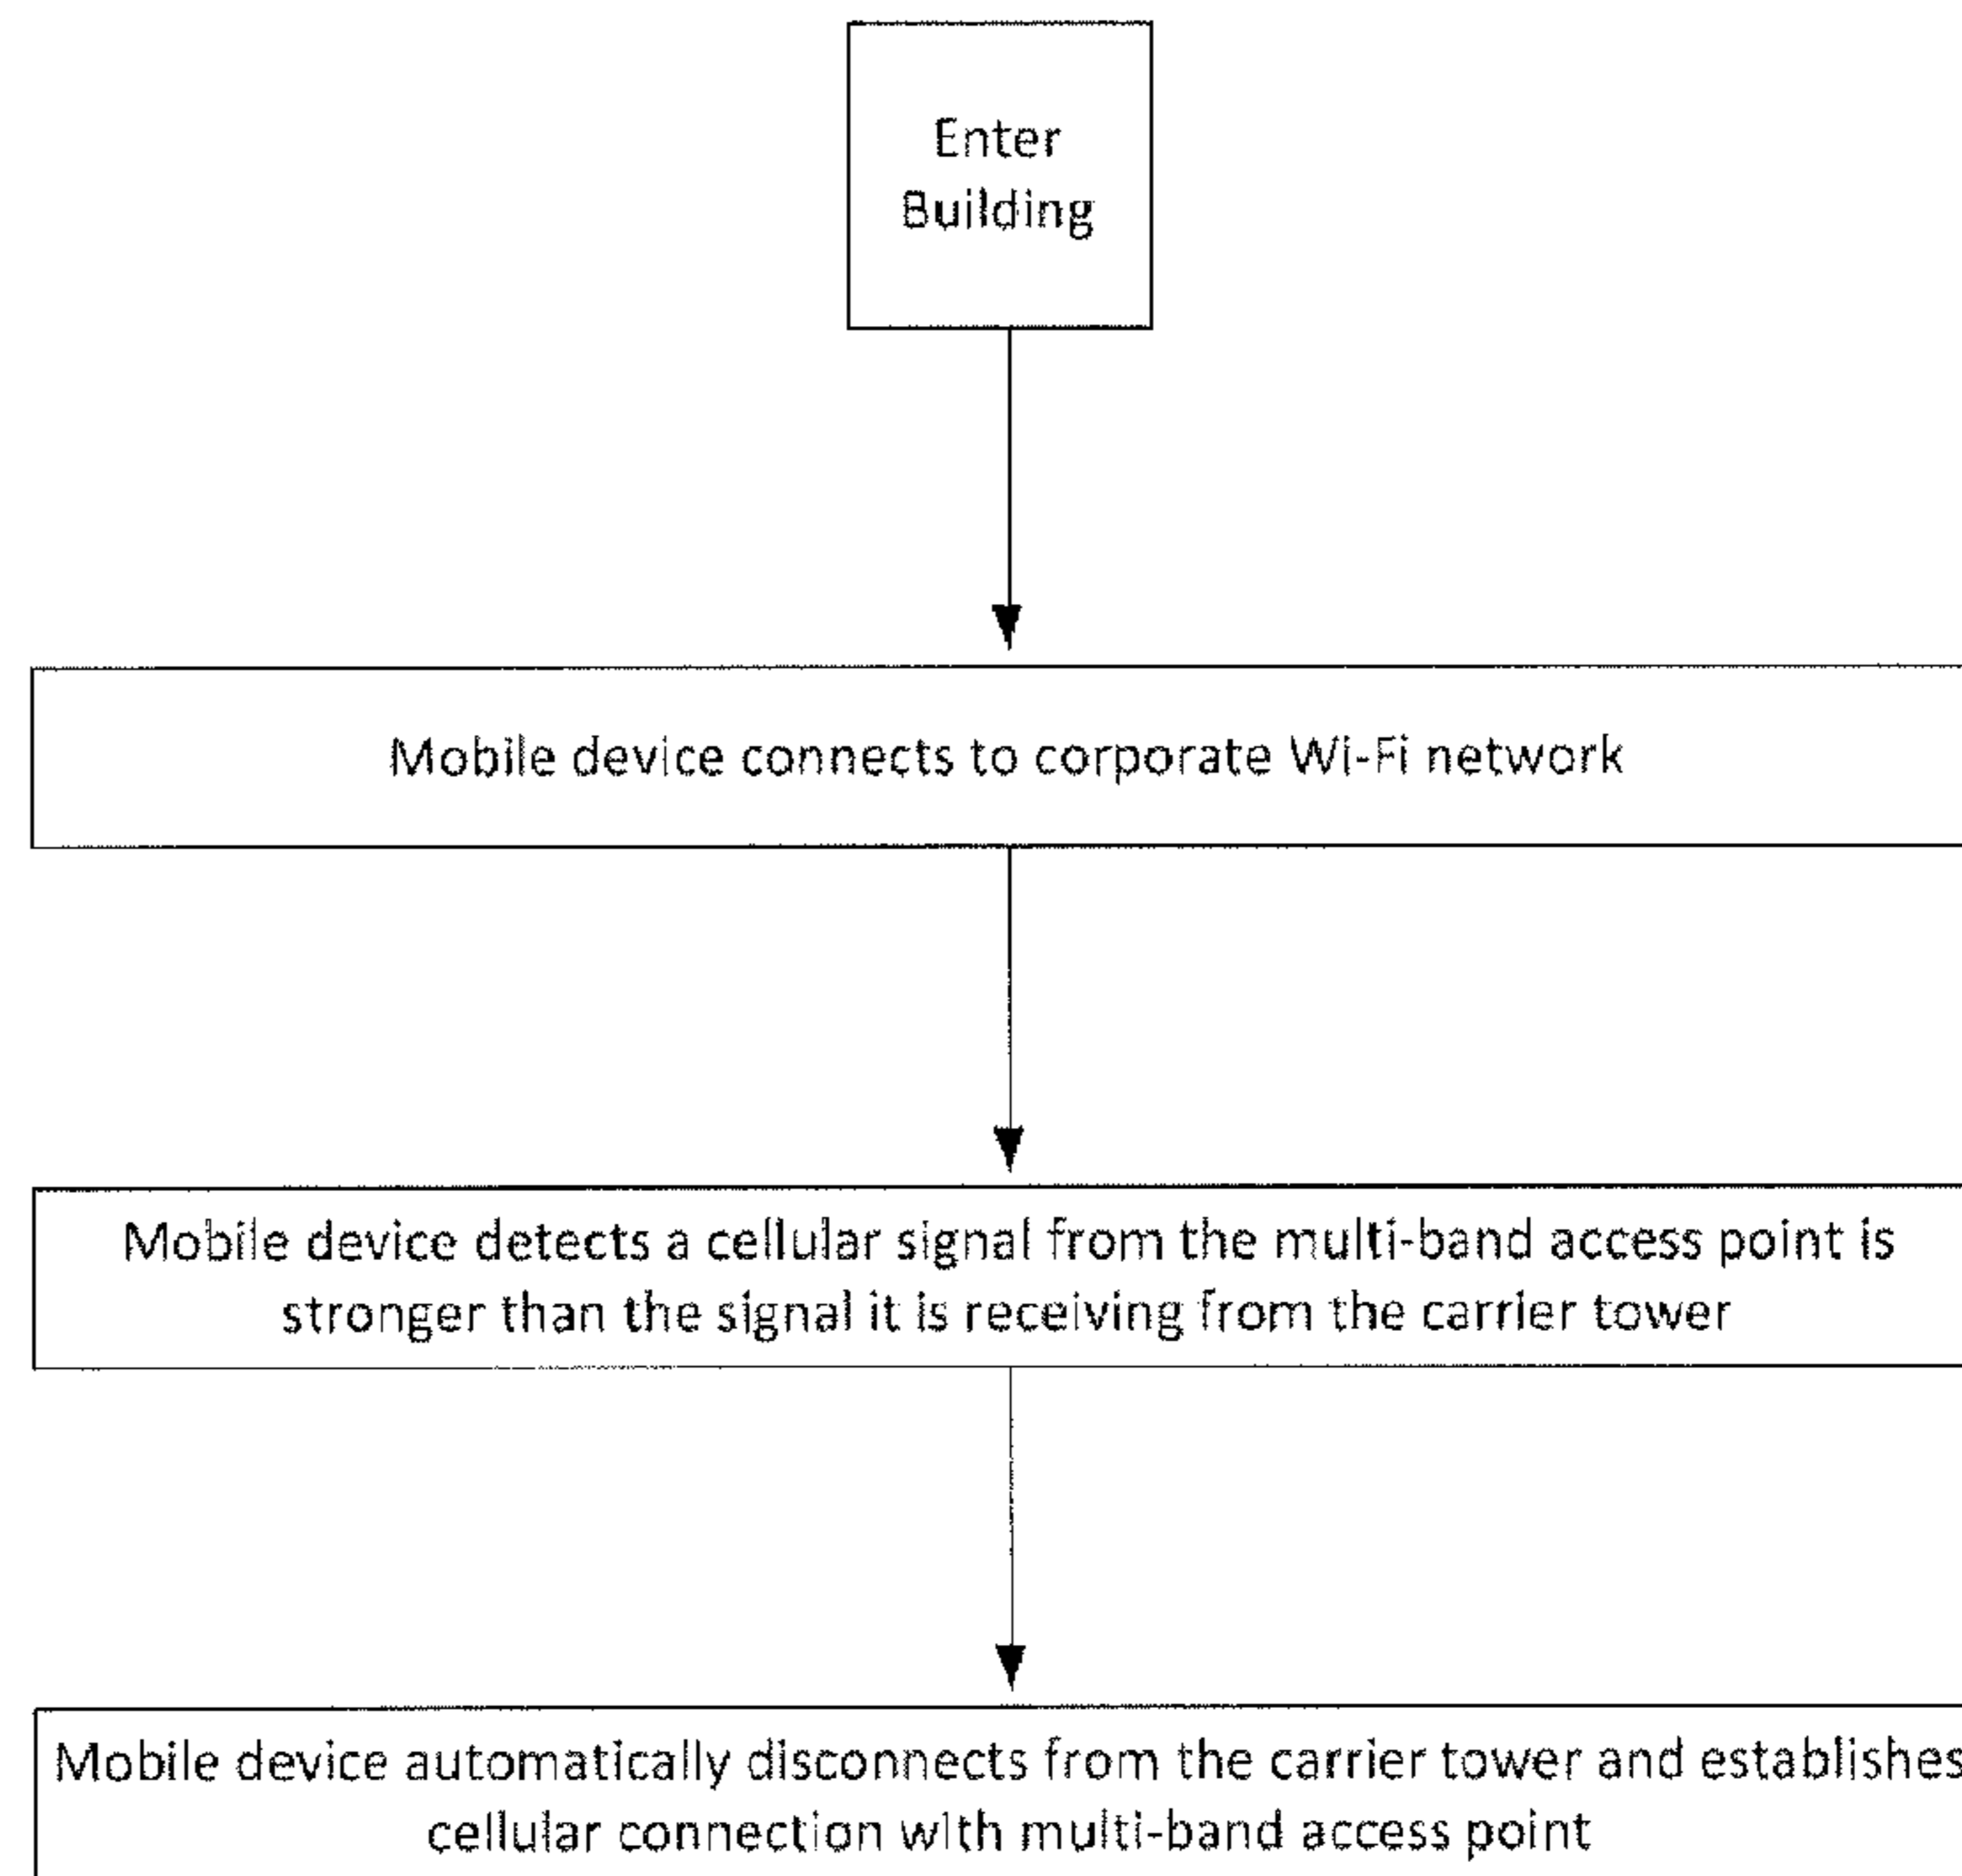 Enter
Building
Mobile device connects to corporate Wi-Fi network
Mobile device detects a cellular signal from the multi-band access point is
stronger than the signal it is receiving from the carrier tower
Mobile device automatically disconnects from the carrier tower and establishes
cellular connection with multi-band access point